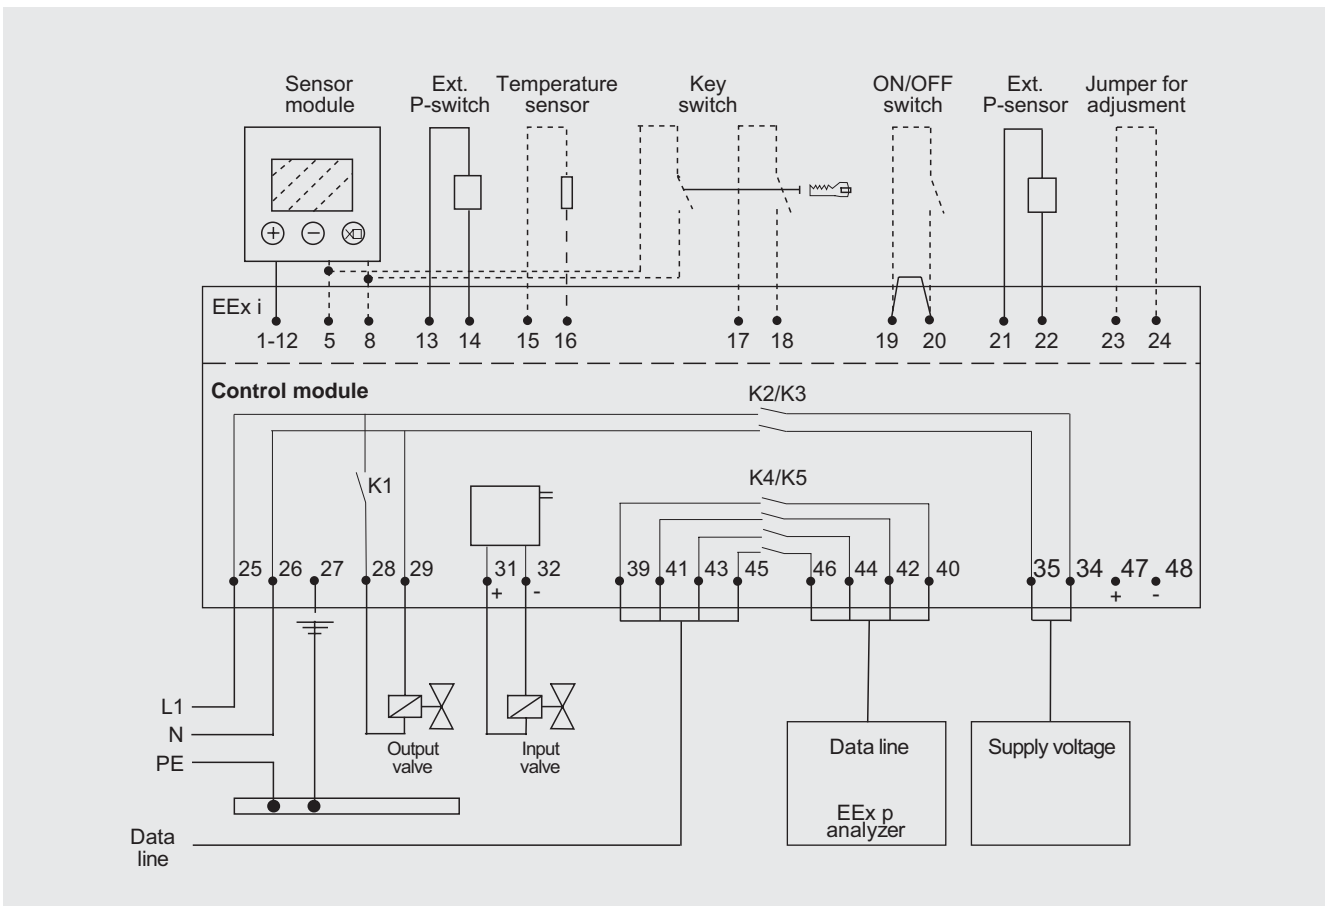 Sensor
module
Ext.
P-switch
Temperature
sensor
Key
switch
ON/OFF
switch
Ext.
P-sensor
Jumper for
adjusment
EEx i
1-12 5 8 13 14 15 16 17 18 19 20 21 22 23 24
Control module
K2/K3
K1
K4/K5
25 26 27 28 29 31 32 39 41 43 45 46 44 42 40 35 34 47 48
+ - + -
L1
N
PE
Output
valve
Input
valve
Data line
EEx p
analyzer
Supply voltage
Data
line